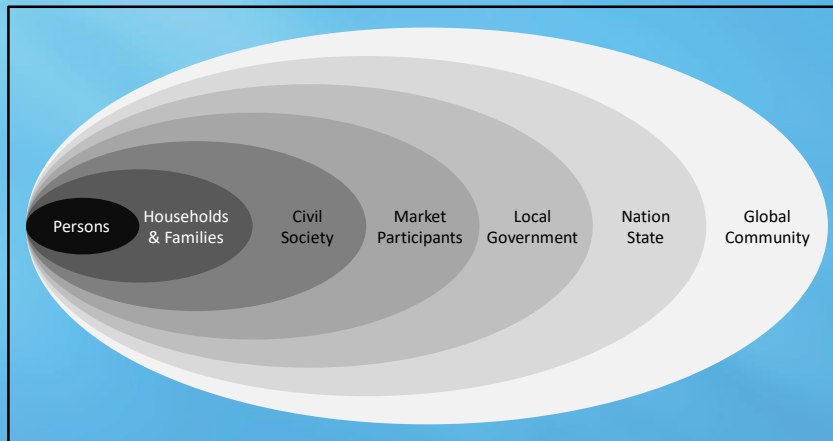 Persons
Households
& Families
Civil
Society
Market
Participants
Local
Government
Nation
State
Global
Community